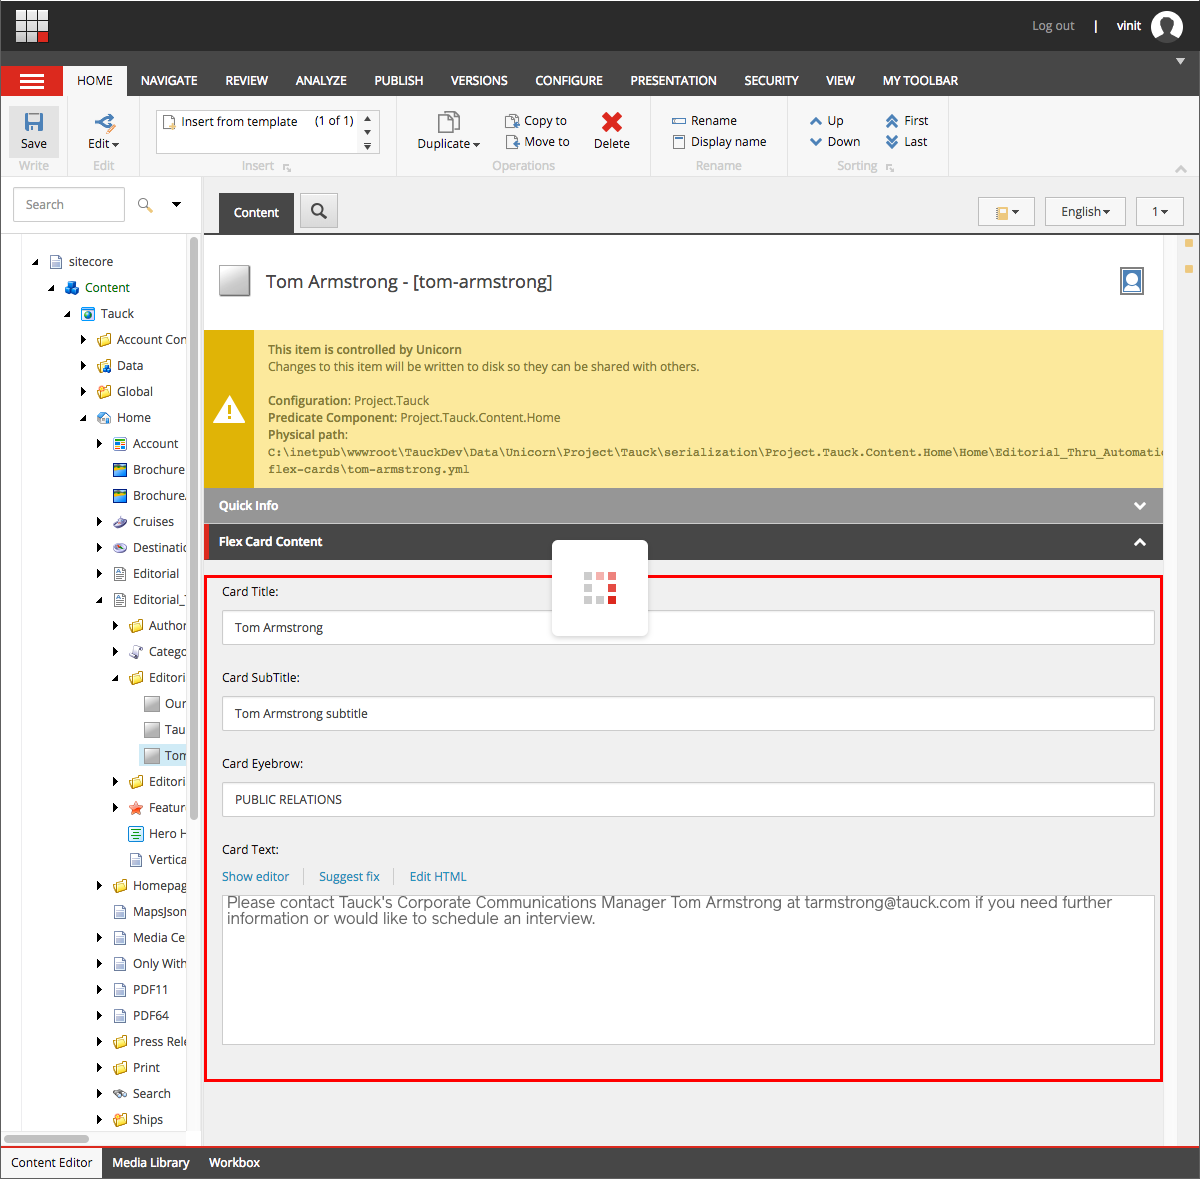 Log out | vinit
HOME NAVIGATE REVIEW ANALYZE PUBLISH VERSIONS CONFIGURE PRESENTATION SECURITY VIEW MY TOOLBAR
Save
Write
Edit
Edit
Insert from template (1 of 1)
Insert
Duplicate
Copy to
Move to
Delete
Operations
Rename
Display name
Rename
Up
Down
First
Last
Sorting
Search
Content
English
1
sitecore
Content
Tauck
Account Con
Data
Global
Home
Account
Brochure
Brochure
Cruises
Destinatio
Editorial
Editorial_
Author
Catego
Editori
Our
Tau
Tom
Editori
Featur
Hero H
Vertica
Homepag
MapsJson
Media Ce
Only With
PDF11
PDF64
Press Rele
Print
Search
Ships
Tom Armstrong - [tom-armstrong]
This item is controlled by Unicorn
Changes to this item will be written to disk so they can be shared with others.
Configuration: Project.Tauck
Predicate Component: Project.Tauck.Content.Home
Physical path:
C:\inetpub\wwwroot\TauckDev\Data\Unicorn\Project\Tauck\serialization\Project.Tauck.Content.Home\Home\Editorial_Thru_Automatic
flex-cards\tom-armstrong.yml
Quick Info
Flex Card Content
Card Title:
Tom Armstrong
Card SubTitle:
Tom Armstrong subtitle
Card Eyebrow:
PUBLIC RELATIONS
Card Text:
Show editor Suggest fix Edit HTML
Please contact Tauck's Corporate Communications Manager Tom Armstrong at tarmstrong@tauck.com if you need further
information or would like to schedule an interview.
Content Editor Media Library Workbox